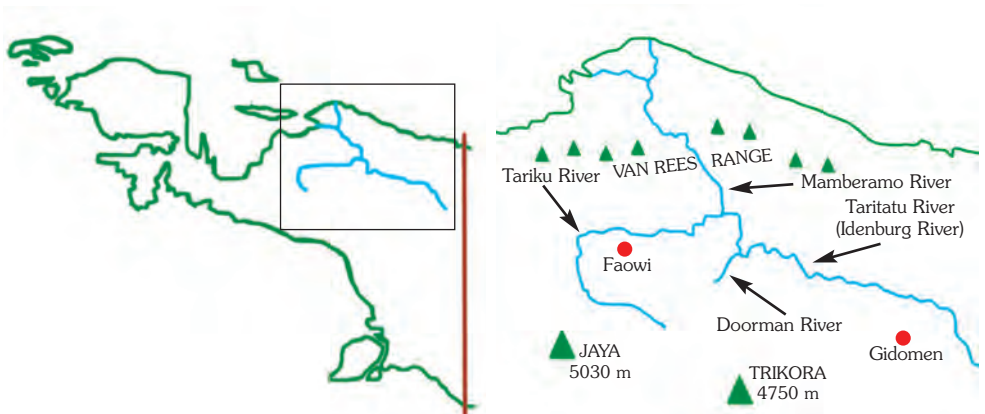 VAN REES RANGE
Tariku River
Mamberamo River
Taritatu River
(Idenburg River)
Faowi
Doorman River
JAYA
5030 m
Gidomen
TRIKORA
4750 m